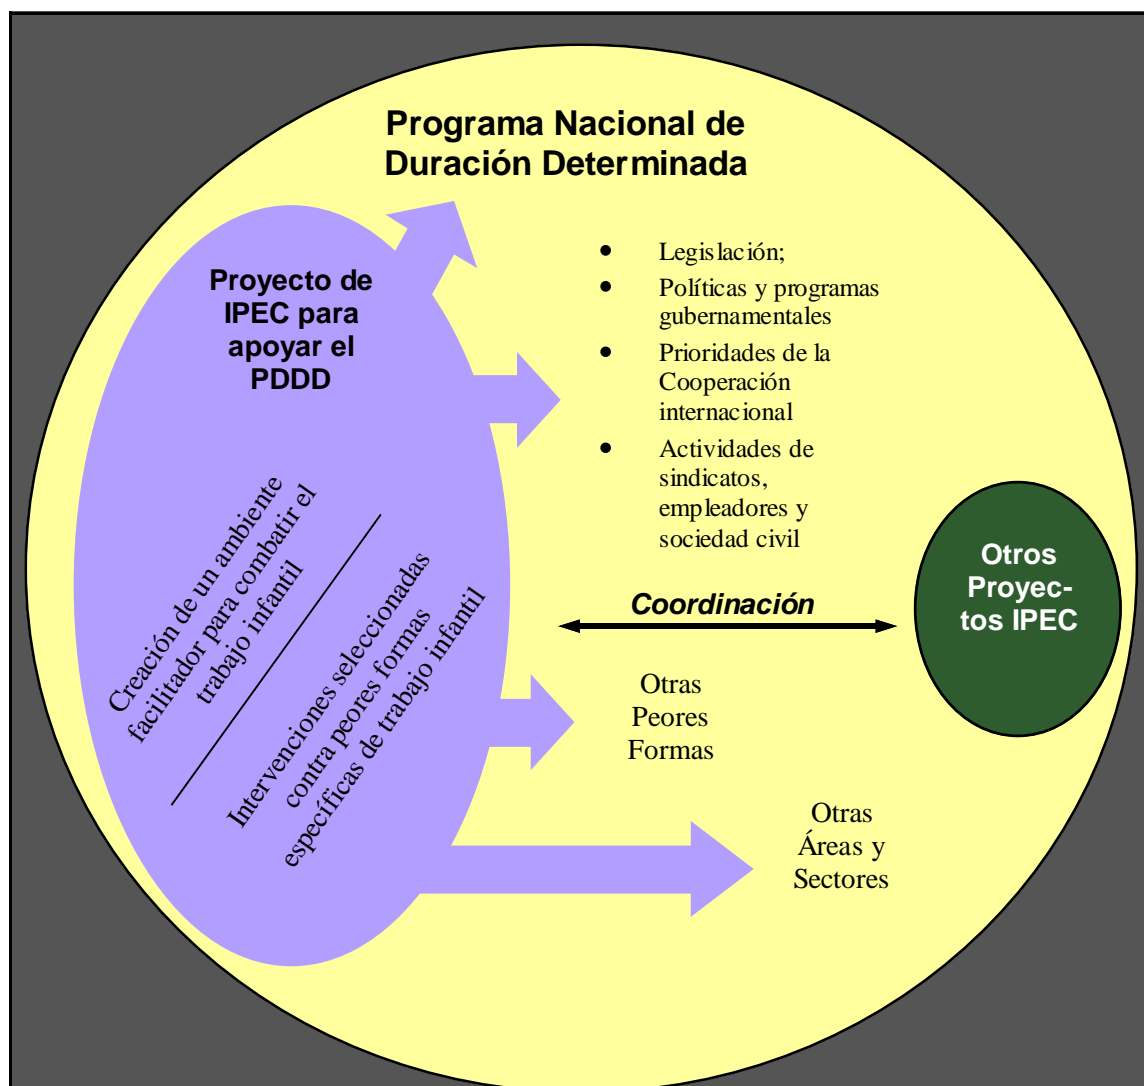 Programa Nacional de
Duración Determinada
Proyecto de
IPEC para
apoyar el
PDDD
• Legislación;
• Políticas y programas
gubernamentales
• Prioridades de la
Cooperación
internacional
• Actividades de
sindicatos,
empleadores y
sociedad civil
Creación de un ambiente
facilitador para combatir el
trabajo infantil
Intervenciones seleccionadas
contra peores formas
específicas de trabajo infantil
Coordinación
Otros
Proyec-
tos IPEC
Otras
Peores
Formas
Otras
Áreas y
Sectores